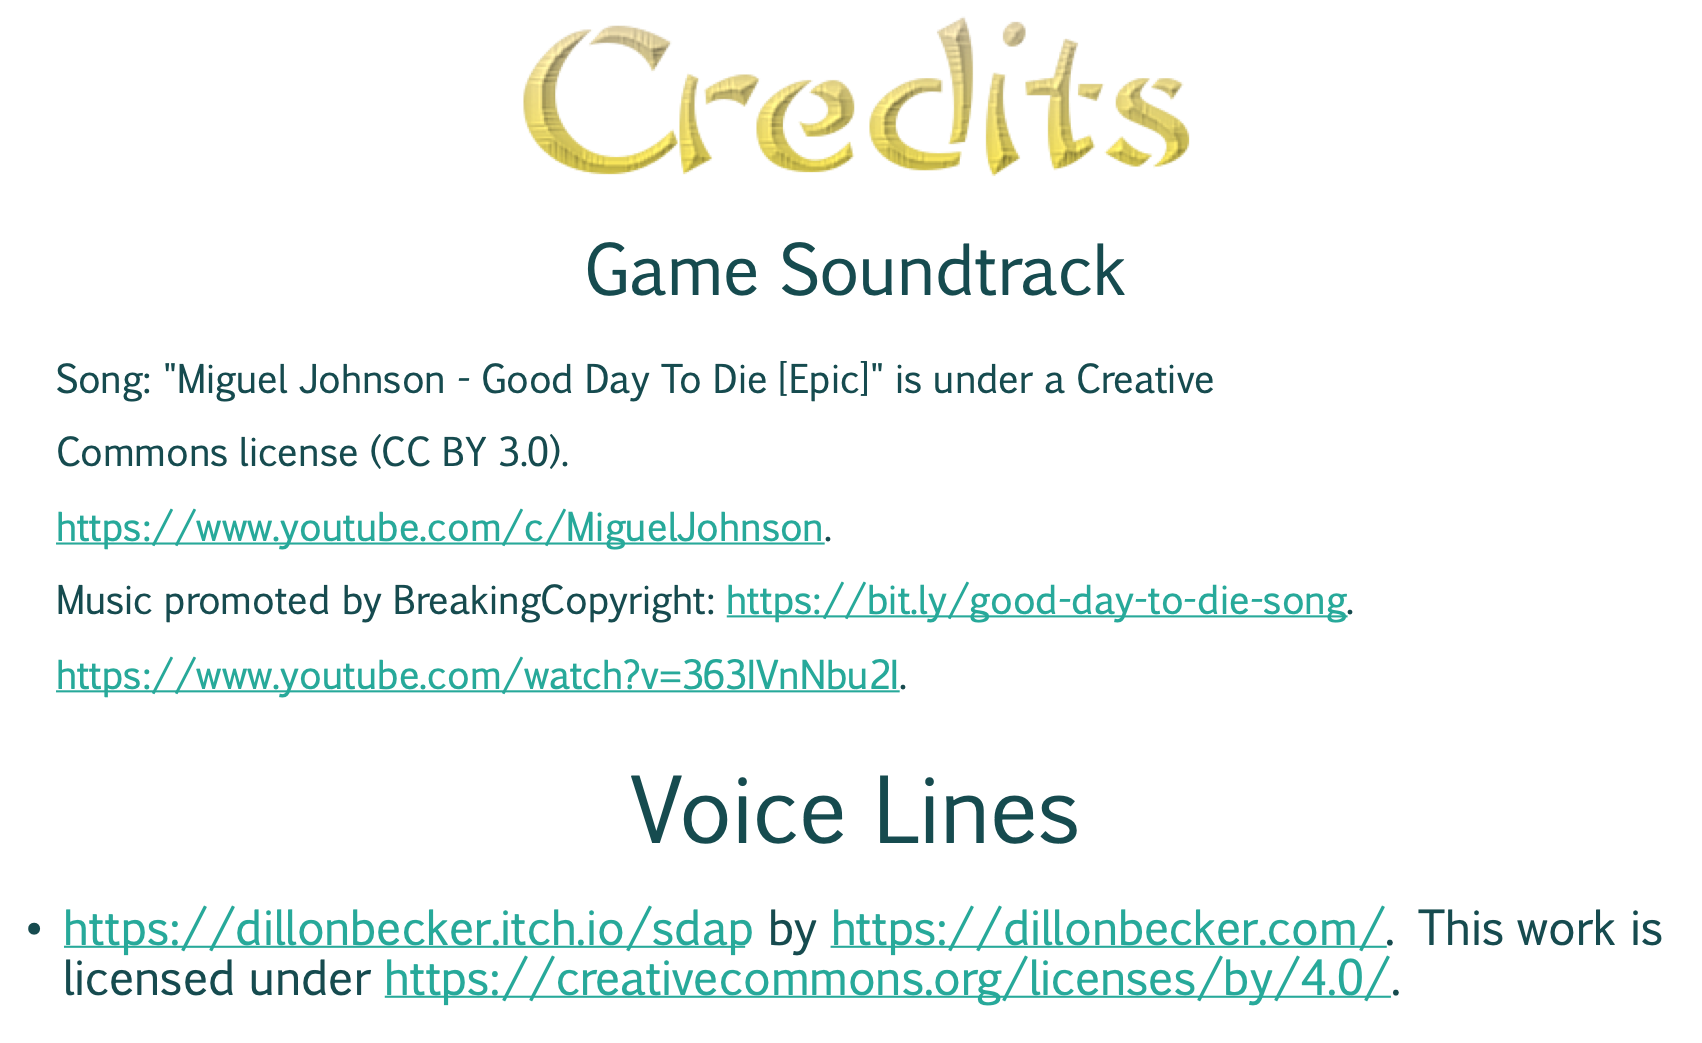 Credits
Game Soundtrack
Song: "Miguel Johnson - Good Day To Die [Epic]" is under a Creative
Commons license (CC BY 3.0).
https://www.youtube.com/c/MiguelJohnson.
Music promoted by BreakingCopyright: https://bit.ly/good-day-to-die-song.
https://www.youtube.com/watch?v=363IVnNbu2I.
Voice Lines
• https://dillonbecker.itch.io/sdap by https://dillonbecker.com/.  This work is
licensed under https://creativecommons.org/licenses/by/4.0/.